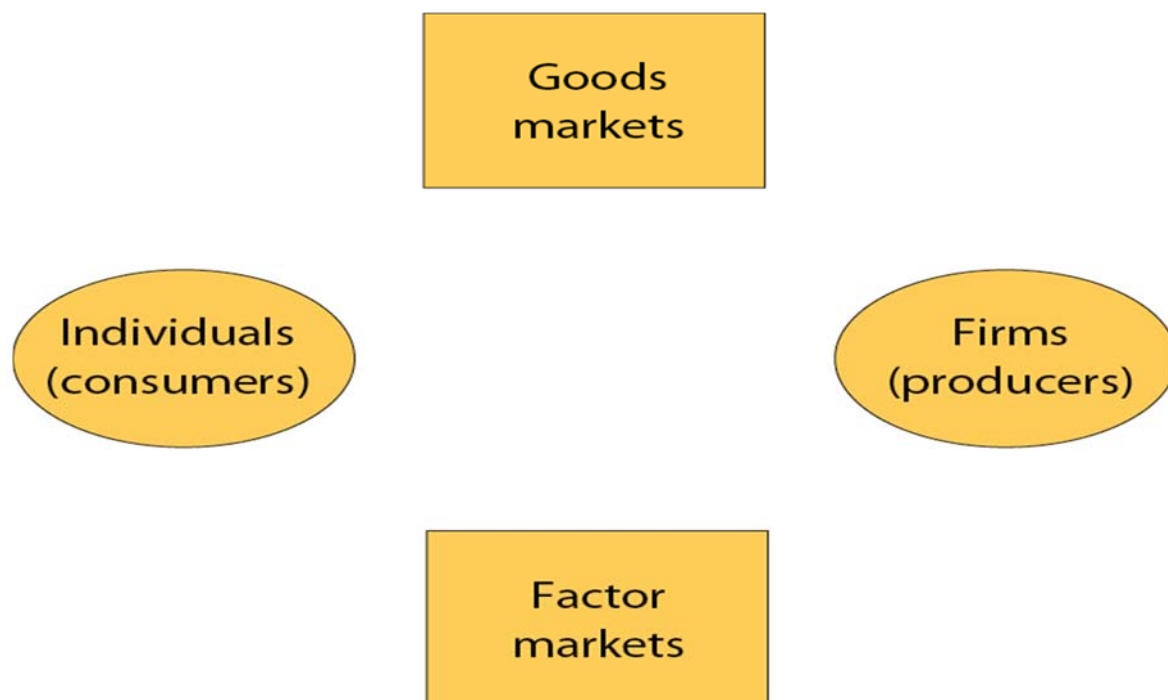 Goods
markets
Individuals
(consumers)
Firms
(producers)
Factor
markets